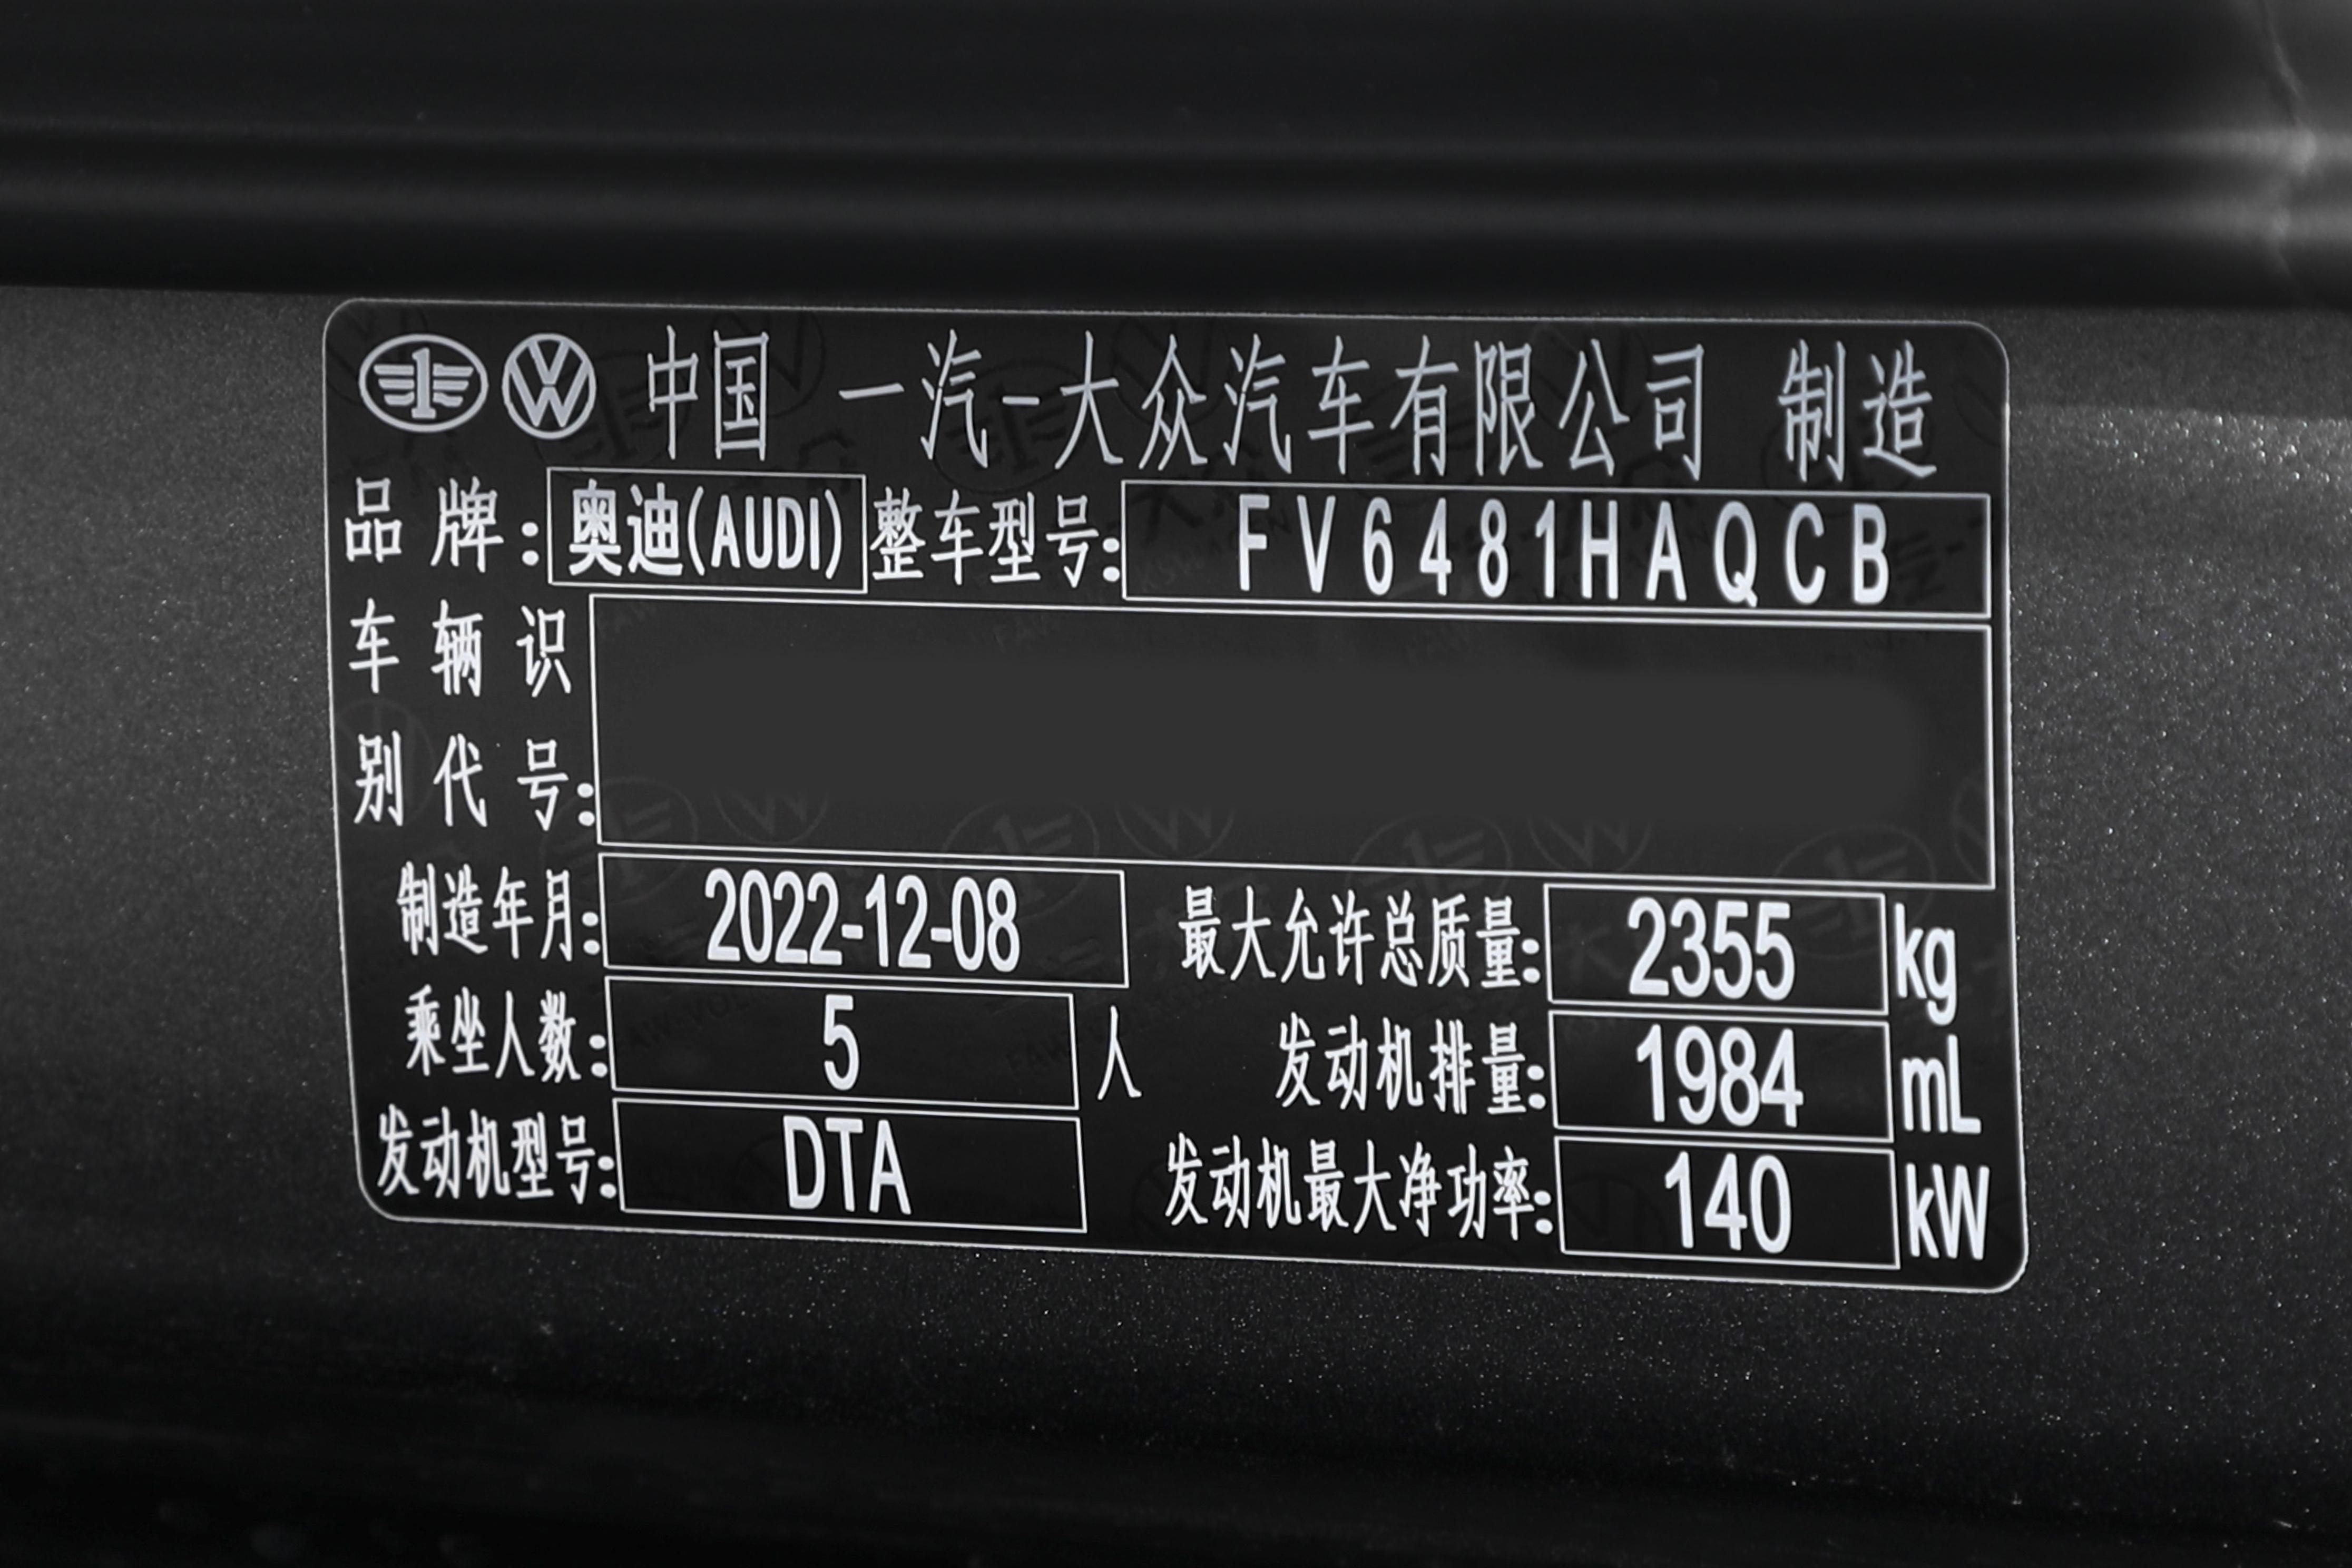 中国 一汽-大众汽车有限公司 制造
品牌: 奥迪(AUDI) 整车型号: FV6481HAQCB
车辆识
别代号:
制造年月: 2022-12-08 最大允许总质量: 2355 kg
乘坐人数: 5 人 发动机排量: 1984 mL
发动机型号: DTA 发动机最大净功率: 140 kW